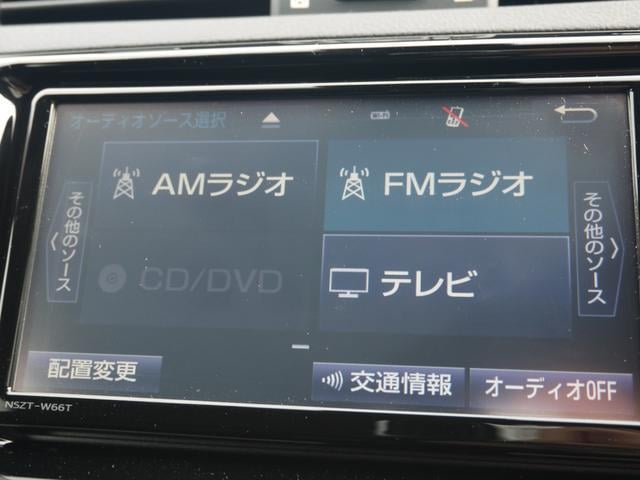 オーディオソース選択
Wi-Fi
AMラジオ
FMラジオ
その他のソース
その他のソース
CD/DVD
テレビ
配置変更
交通情報
オーディオOFF
NSZT-W66T